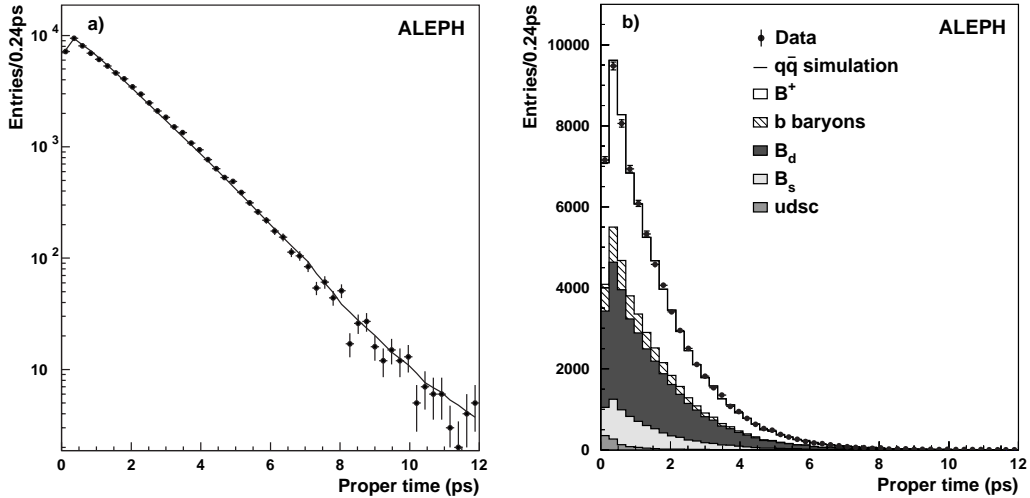 a)
ALEPH
Entries/0.24ps
10⁴
10³
10²
10
0 2 4 6 8 10 12
Proper time (ps)
b)
ALEPH
Entries/0.24ps
10000
8000
6000
4000
2000
0
Data
qq̄ simulation
B⁺
b baryons
B_d
B_s
udsc
0 2 4 6 8 10 12
Proper time (ps)